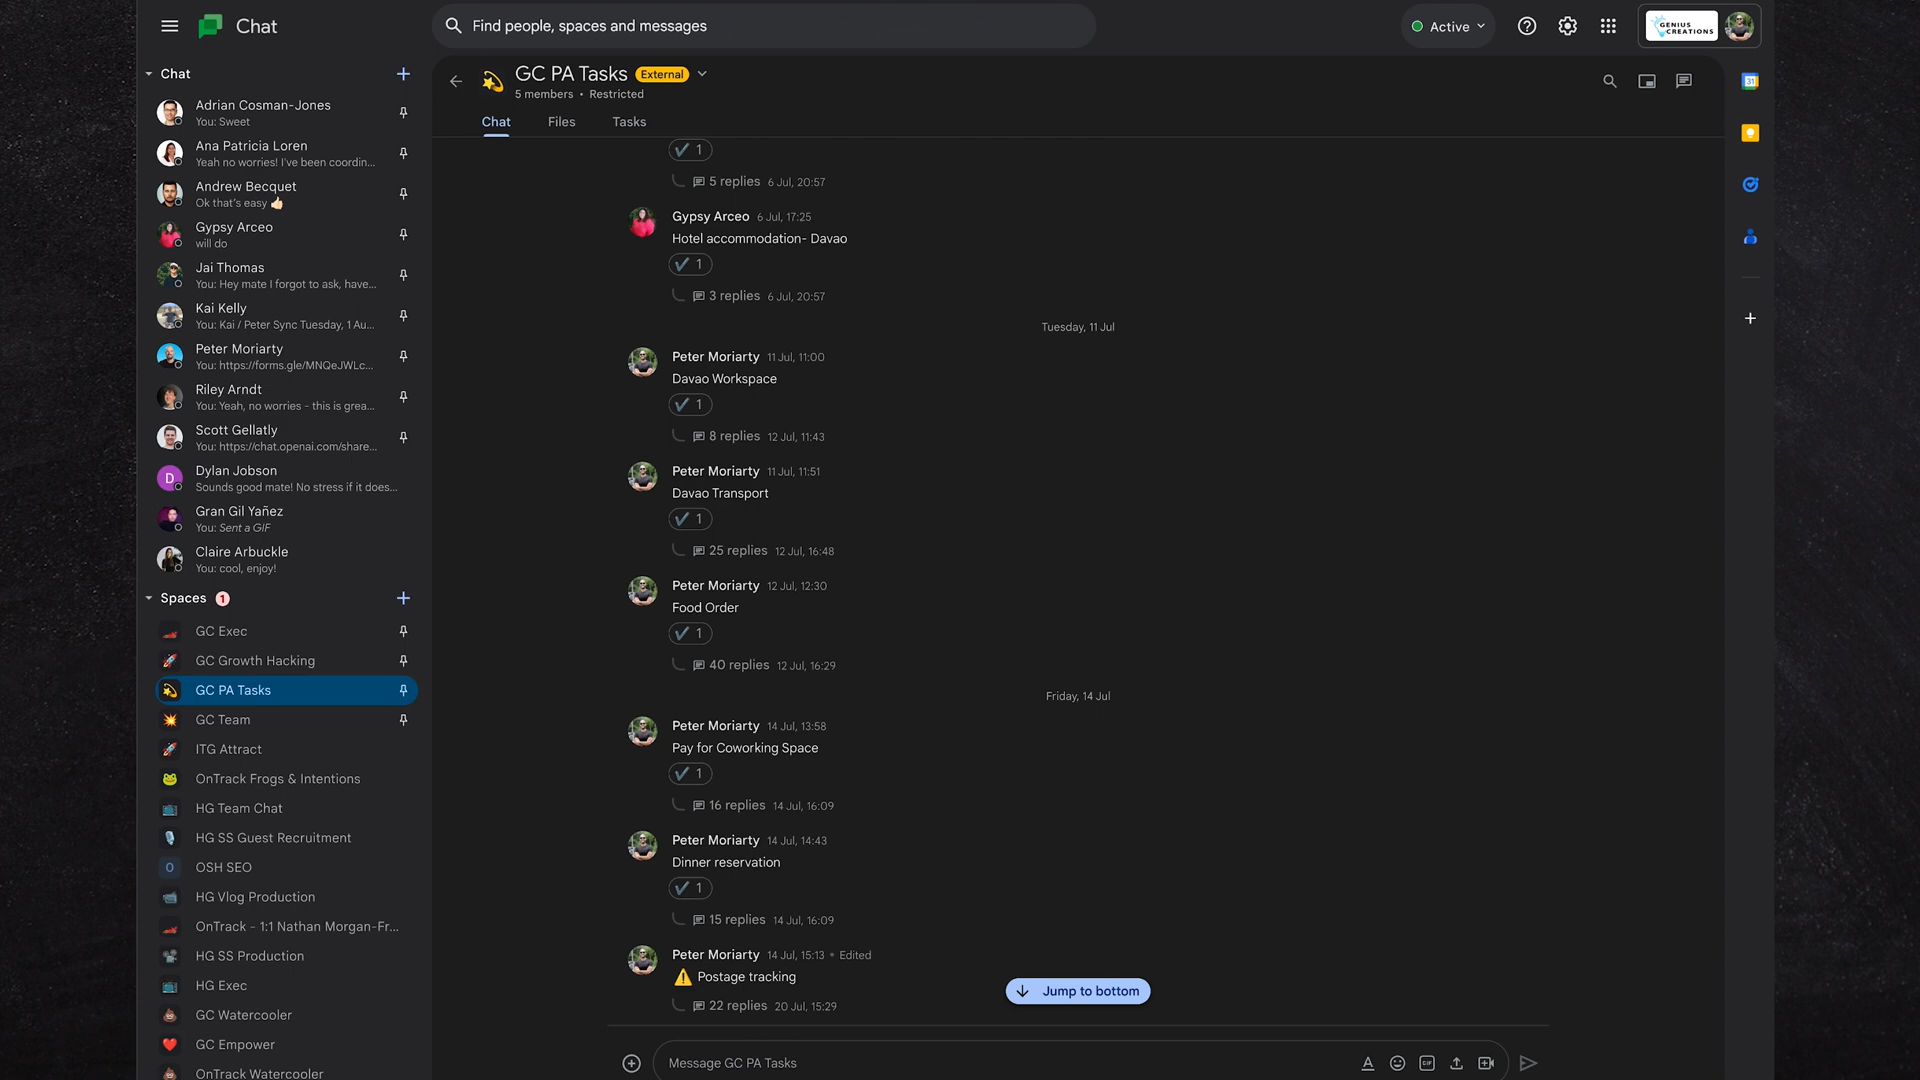 Chat
Find people, spaces and messages
Active
GENIUS
CREATIONS
Chat
Adrian Cosman-Jones
You: Sweet
Ana Patricia Loren
Yeah no worries! I've been coordin...
Andrew Becquet
Ok that's easy 👍🏻
Gypsy Arceo
will do
Jai Thomas
You: Hey mate I forgot to ask, have...
Kai Kelly
You: Kai / Peter Sync Tuesday, 1 Au...
Peter Moriarty
You: https://forms.gle/MNQeJWLc...
Riley Arndt
You: Yeah, no worries - this is grea...
Scott Gellatly
You: https://chat.openai.com/share...
D
Dylan Jobson
Sounds good mate! No stress if it does...
Gran Gil Yañez
You: Sent a GIF
Claire Arbuckle
You: cool, enjoy!
Spaces 1
GC Exec
GC Growth Hacking
GC PA Tasks
GC Team
ITG Attract
OnTrack Frogs & Intentions
HG Team Chat
HG SS Guest Recruitment
O OSH SEO
HG Vlog Production
OnTrack - 1:1 Nathan Morgan-Fr...
HG SS Production
HG Exec
GC Watercooler
GC Empower
OnTrack Watercooler
GC PA Tasks External
5 members • Restricted
Chat Files Tasks
✔ 1
5 replies 6 Jul, 20:57
Gypsy Arceo 6 Jul, 17:25
Hotel accommodation- Davao
✔ 1
3 replies 6 Jul, 20:57
Tuesday, 11 Jul
Peter Moriarty 11 Jul, 11:00
Davao Workspace
✔ 1
8 replies 12 Jul, 11:43
Peter Moriarty 11 Jul, 11:51
Davao Transport
✔ 1
25 replies 12 Jul, 16:48
Peter Moriarty 12 Jul, 12:30
Food Order
✔ 1
40 replies 12 Jul, 16:29
Friday, 14 Jul
Peter Moriarty 14 Jul, 13:58
Pay for Coworking Space
✔ 1
16 replies 14 Jul, 16:09
Peter Moriarty 14 Jul, 14:43
Dinner reservation
✔ 1
15 replies 14 Jul, 16:09
Peter Moriarty 14 Jul, 15:13 • Edited
⚠️ Postage tracking
22 replies 20 Jul, 15:29
Jump to bottom
Message GC PA Tasks
A
GIF
31